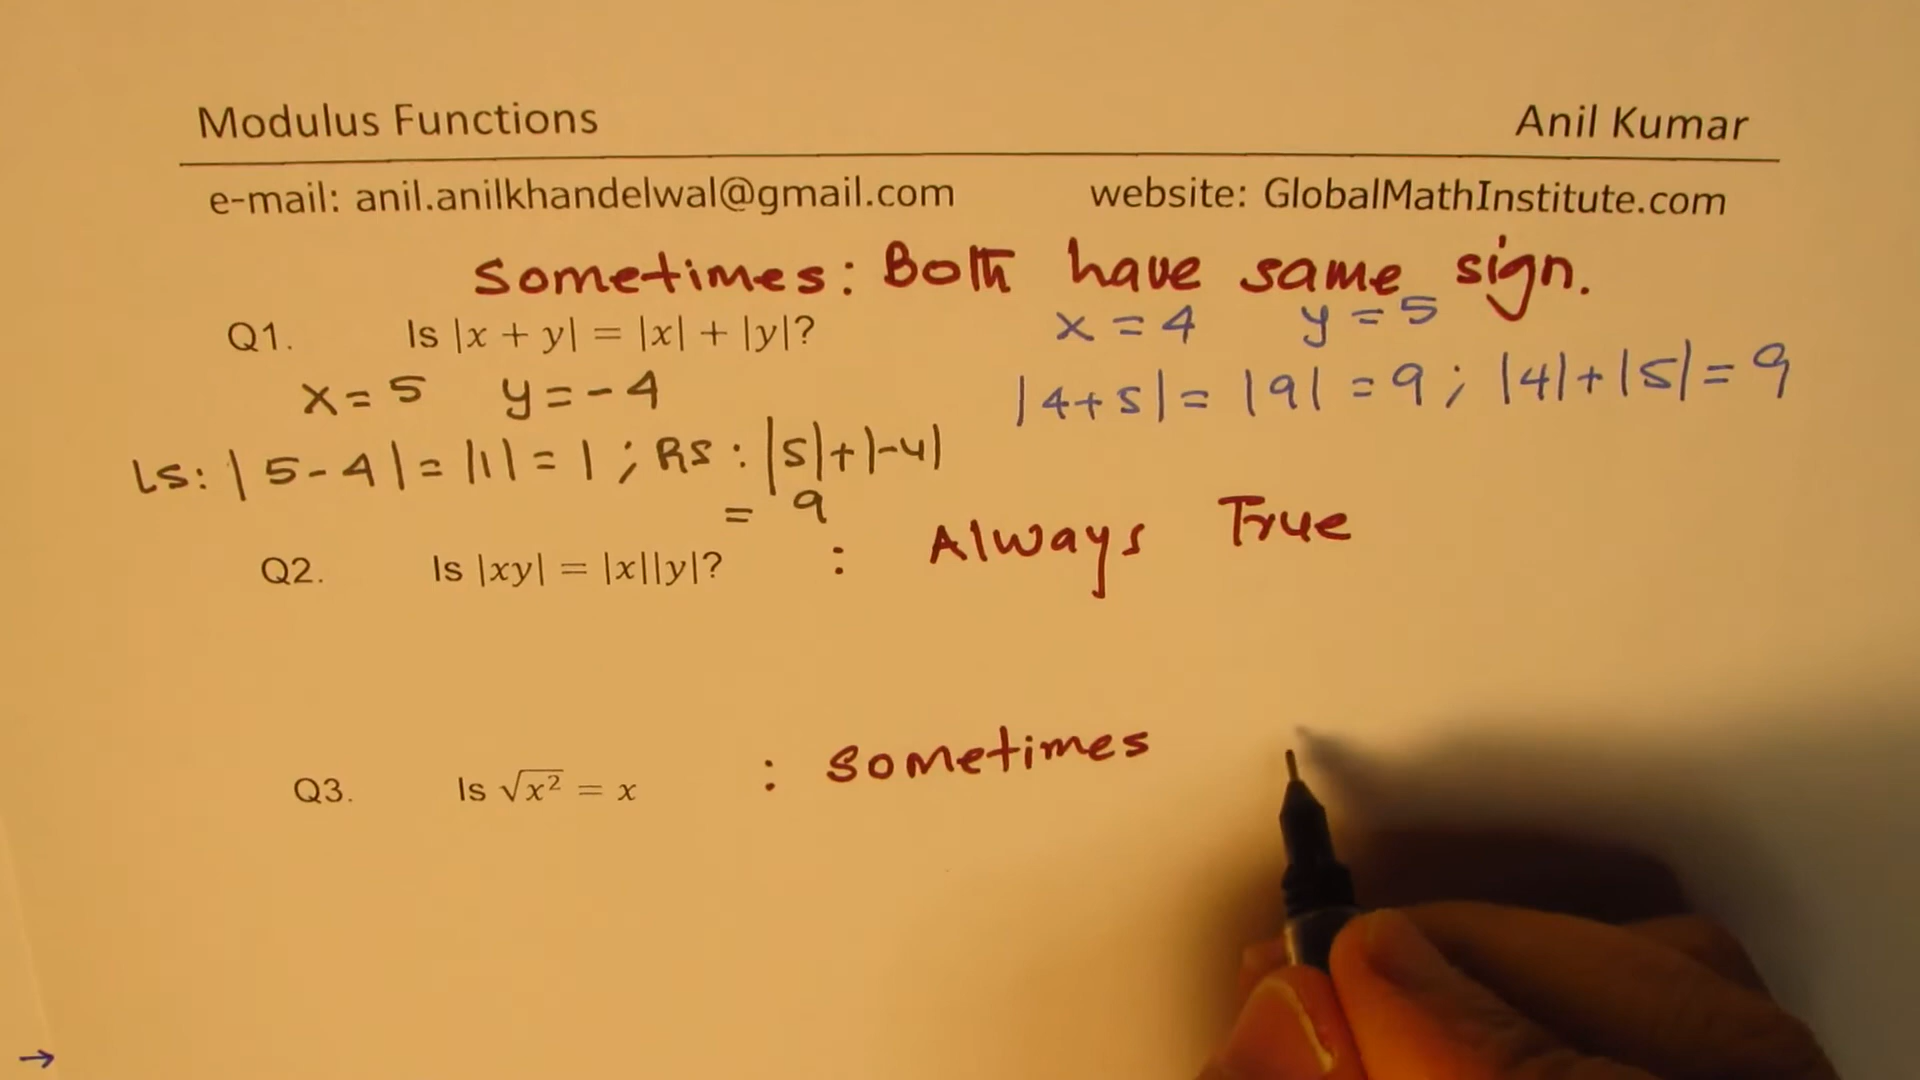 Modulus Functions Anil Kumar
e-mail: anil.anilkhandelwal@gmail.com website: GlobalMathInstitute.com
Sometimes: Both have same sign.
Q1. Is |x + y| = |x| + |y|? x = 4 y = 5
x = 5 y = -4 |4+5| = |9| = 9; |4|+|5| = 9
LS: |5-4| = |1| = 1; RS: |5|+|-4|
= 9
Q2. Is |xy| = |x||y|? : Always True
Q3. Is √x² = x : Sometimes
→